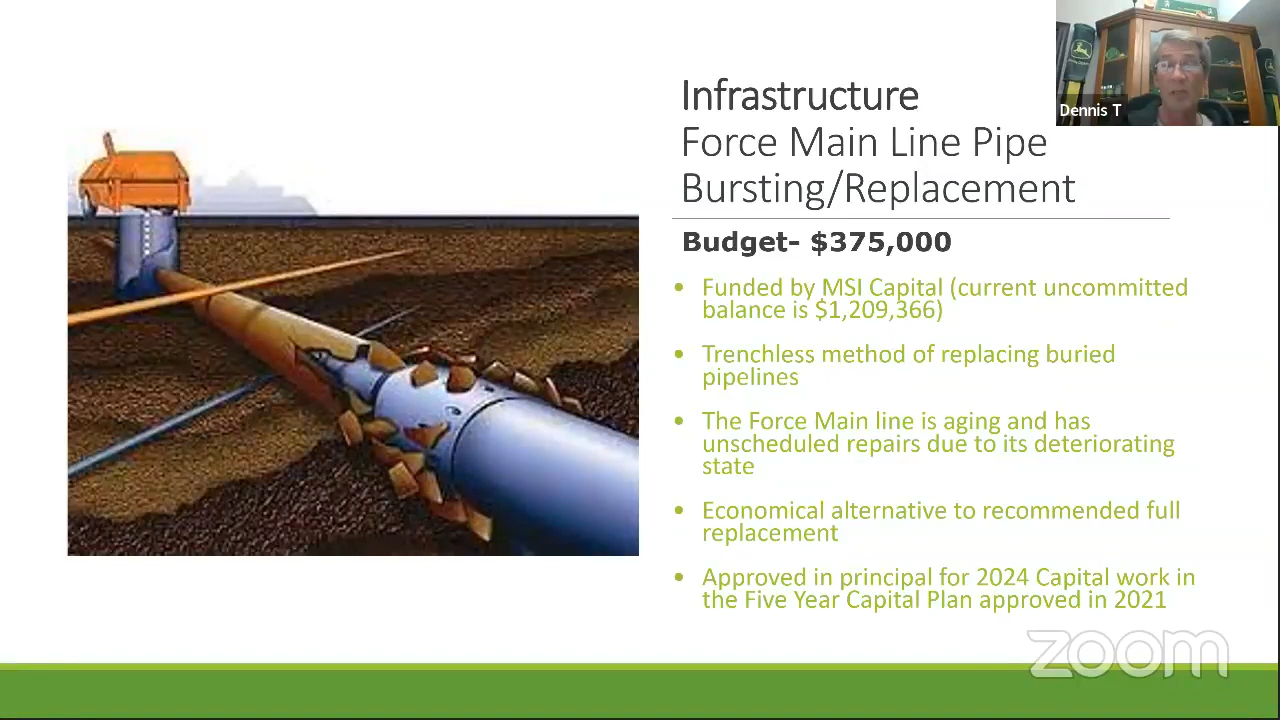 Infrastructure
Force Main Line Pipe
Bursting/Replacement
Dennis T
Budget- $375,000
• Funded by MSI Capital (current uncommitted
balance is $1,209,366)
• Trenchless method of replacing buried
pipelines
• The Force Main line is aging and has
unscheduled repairs due to its deteriorating
state
• Economical alternative to recommended full
replacement
• Approved in principal for 2024 Capital work in
the Five Year Capital Plan approved in 2021
zoom